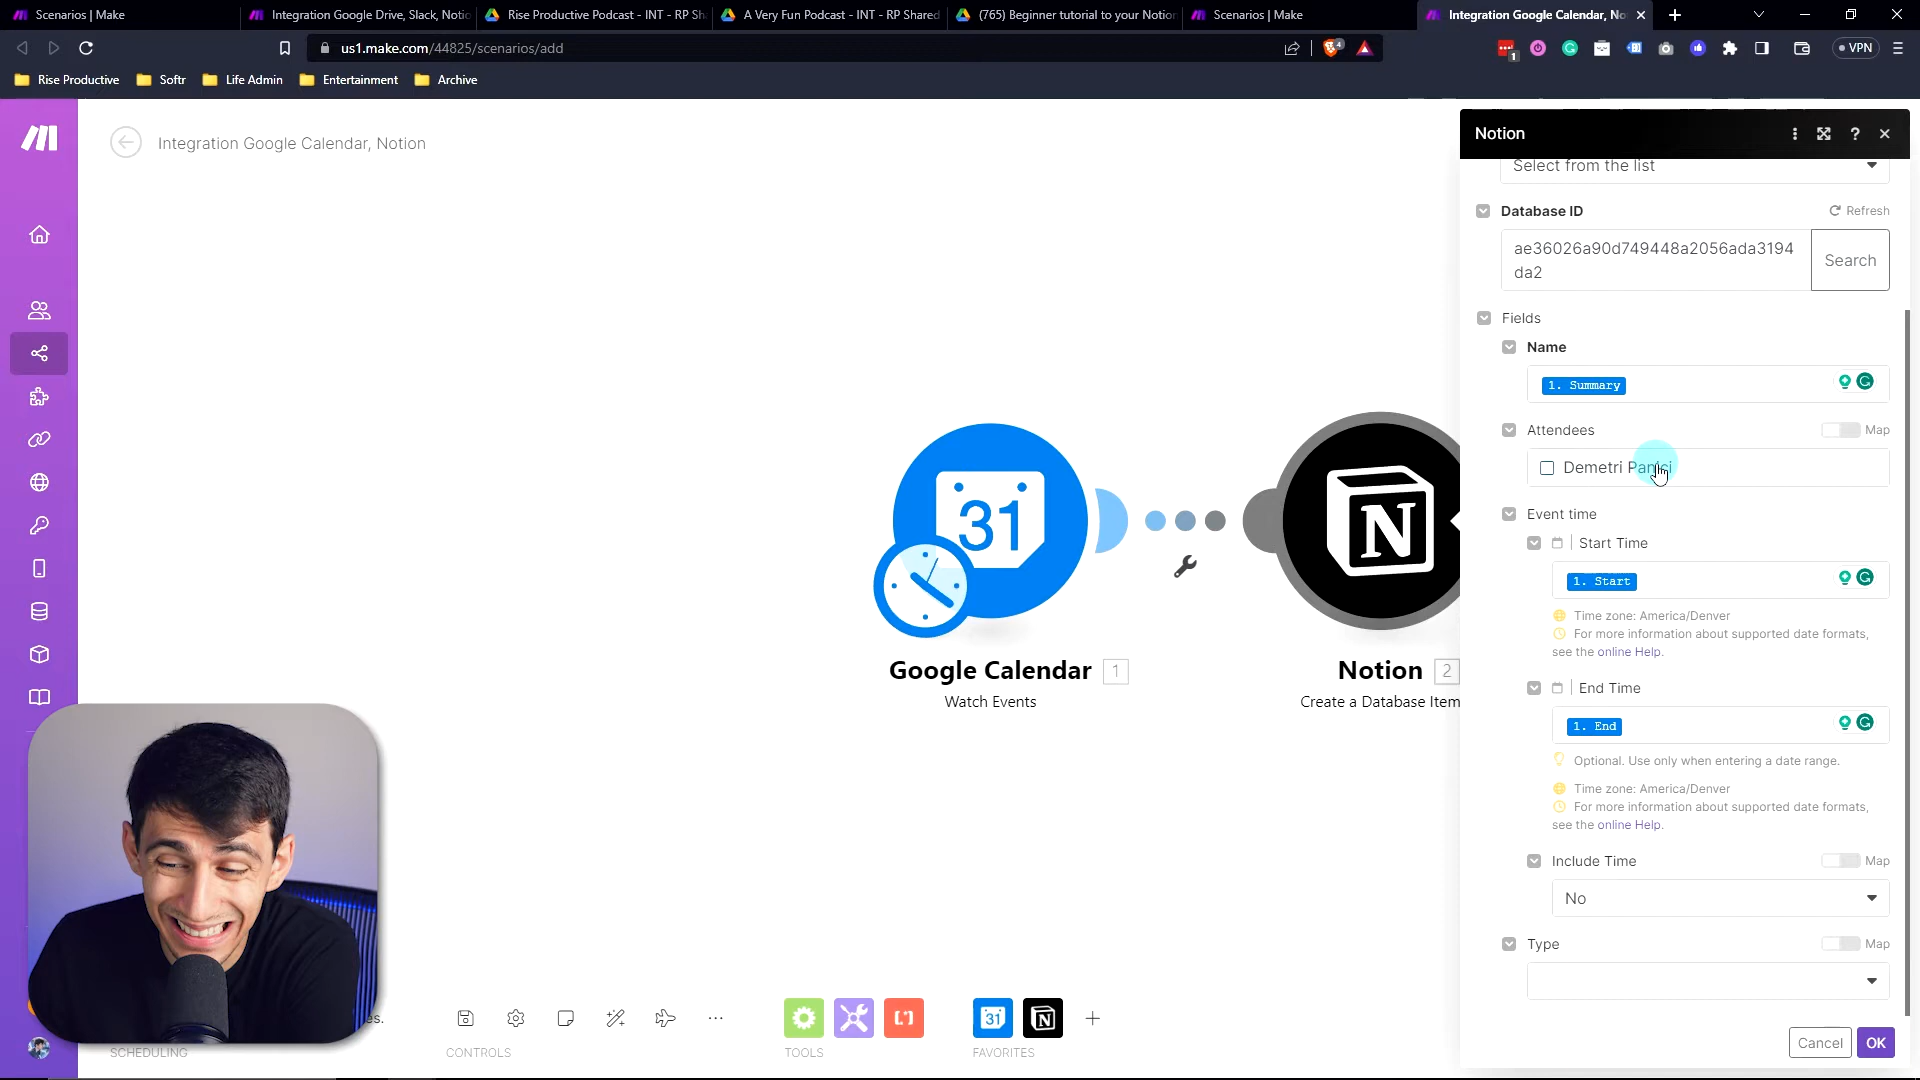 Scenarios | Make
Integration Google Drive, Slack, Notio
Rise Productive Podcast - INT - RP Sh
A Very Fun Podcast - INT - RP Shared
(765) Beginner tutorial to your Notion
Scenarios | Make
Integration Google Calendar, No
us1.make.com/44825/scenarios/add
VPN
Rise Productive
Softr
Life Admin
Entertainment
Archive
Integration Google Calendar, Notion
31
Google Calendar 1
Watch Events
N
Notion 2
Create a Database Item
Notion
Select from the list
Database ID
Refresh
ae36026a90d749448a2056ada3194
da2
Search
Fields
Name
1. Summary
Attendees
Map
Demetri Panici
Event time
Start Time
1. Start
Time zone: America/Denver
For more information about supported date formats,
see the online Help.
End Time
1. End
Optional. Use only when entering a date range.
Time zone: America/Denver
For more information about supported date formats,
see the online Help.
Include Time
Map
No
Type
Map
Cancel
OK
es.
SCHEDULING
CONTROLS
TOOLS
31
FAVORITES